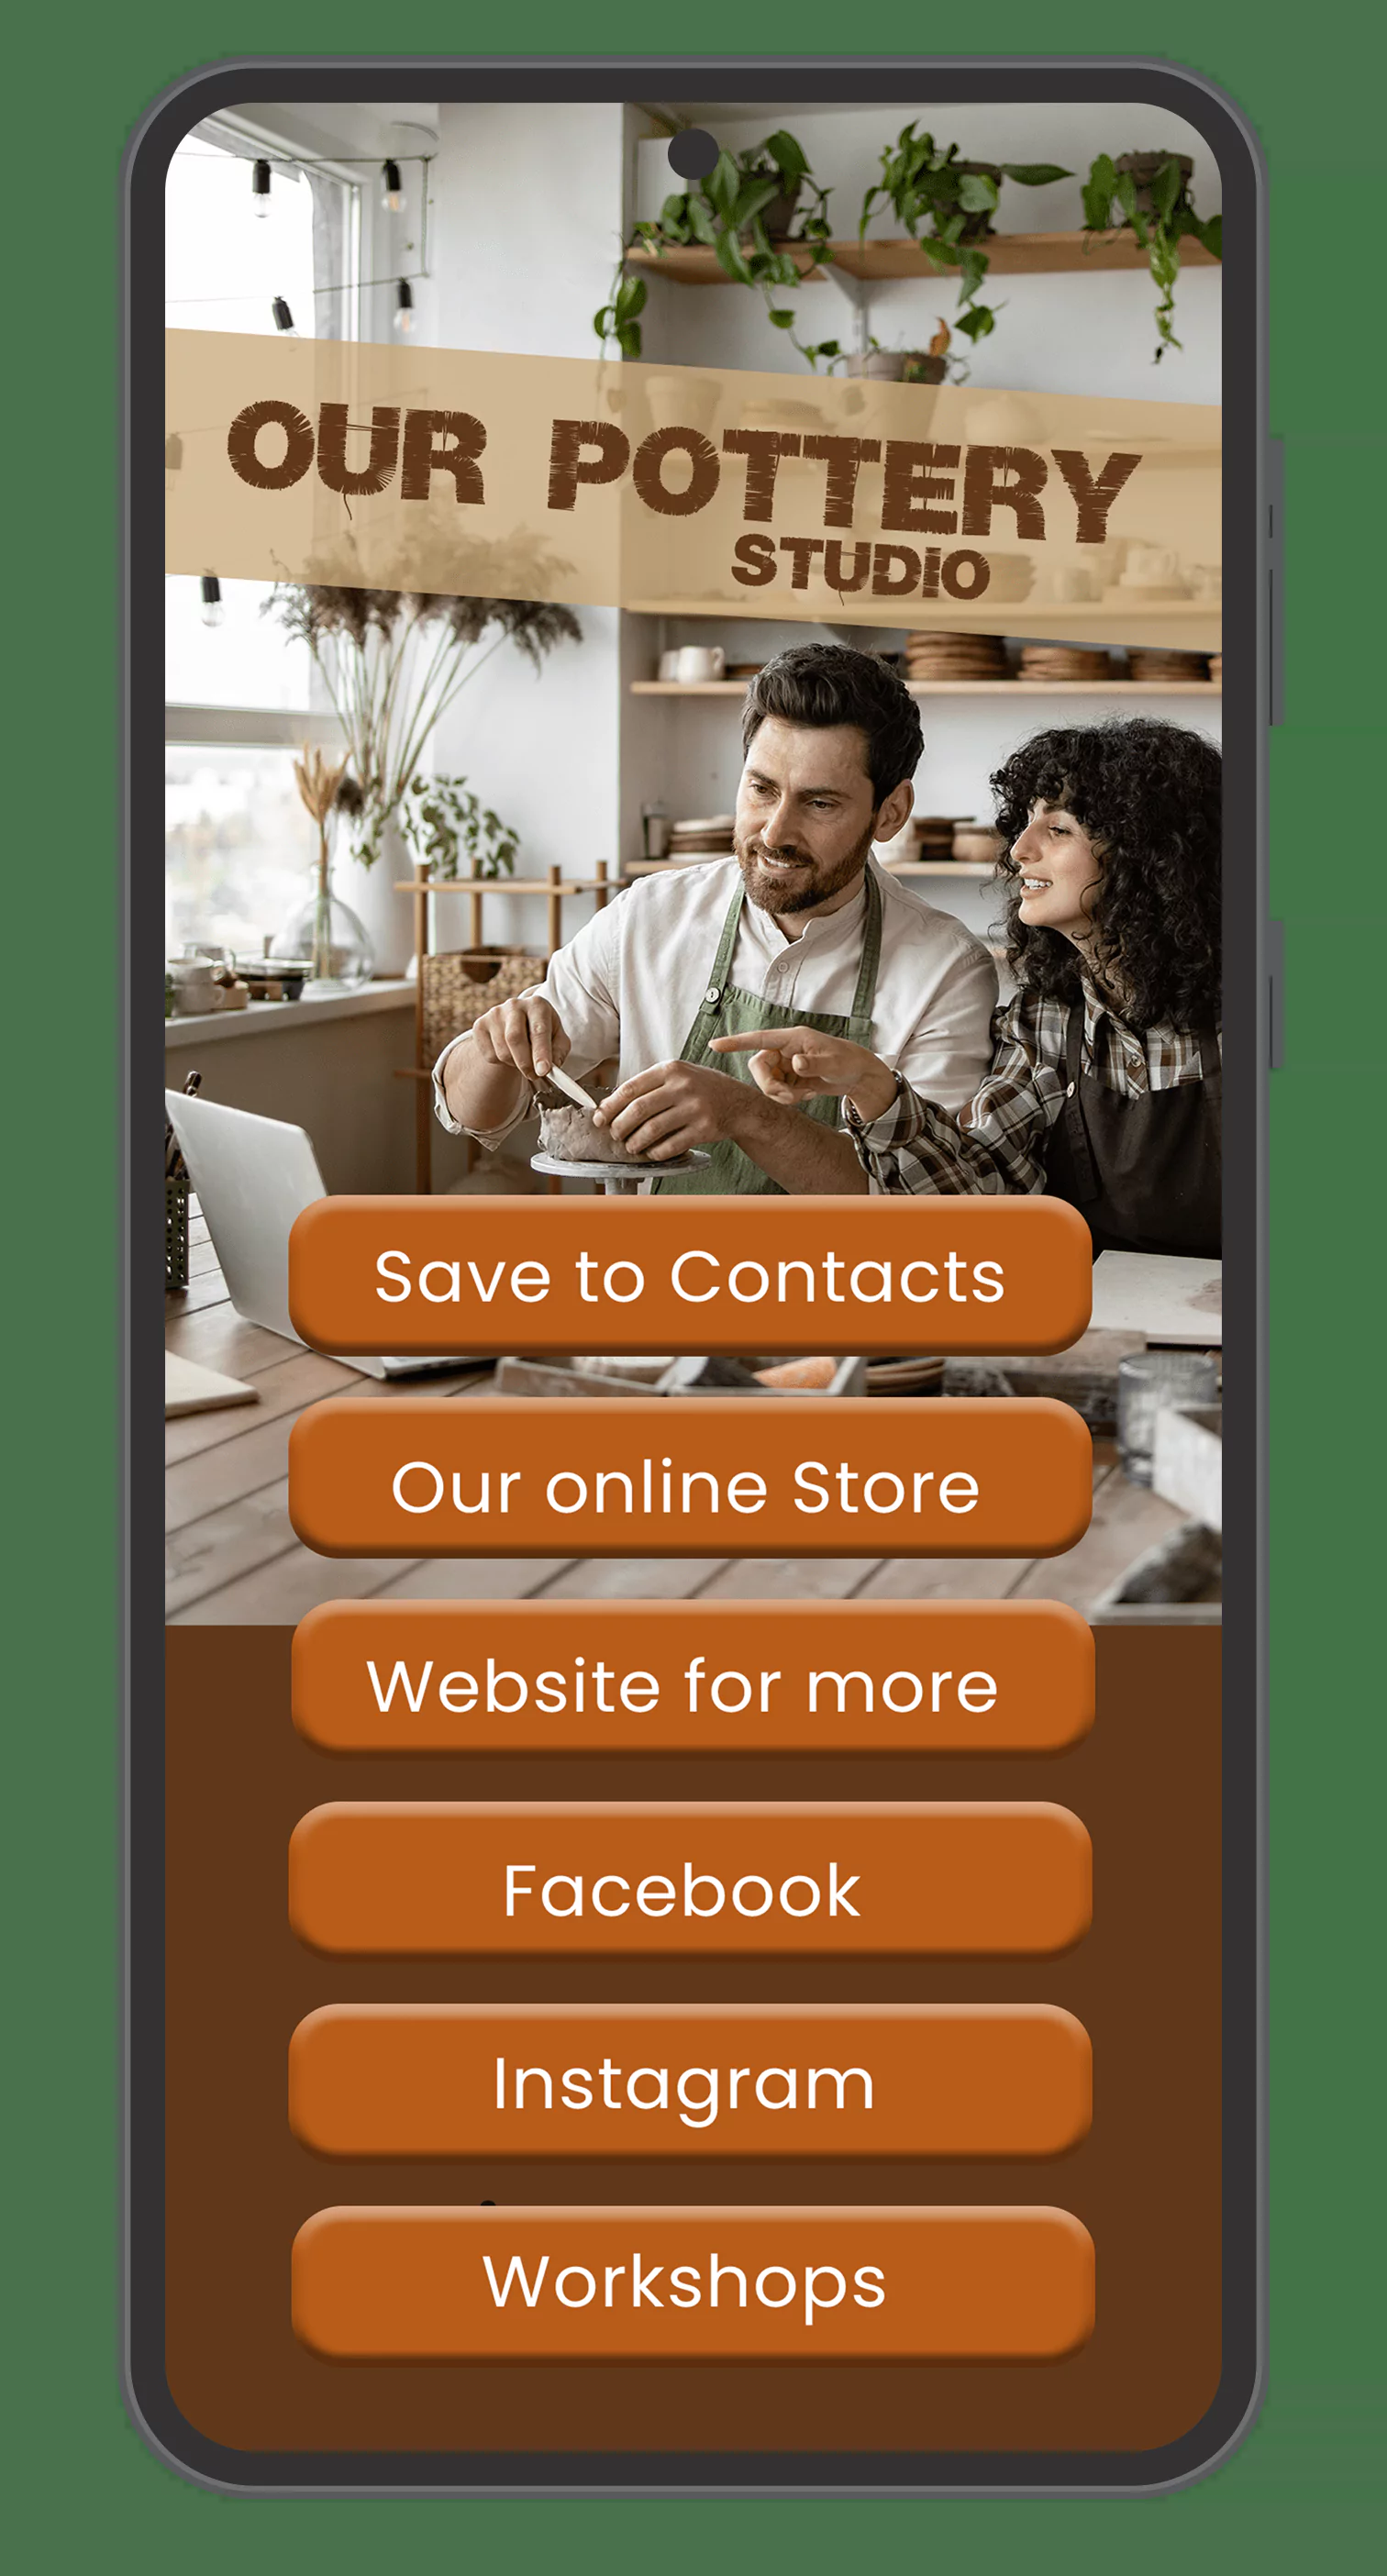 OUR POTTERY
STUDIO
Save to Contacts
Our online Store
Website for more
Facebook
Instagram
Workshops